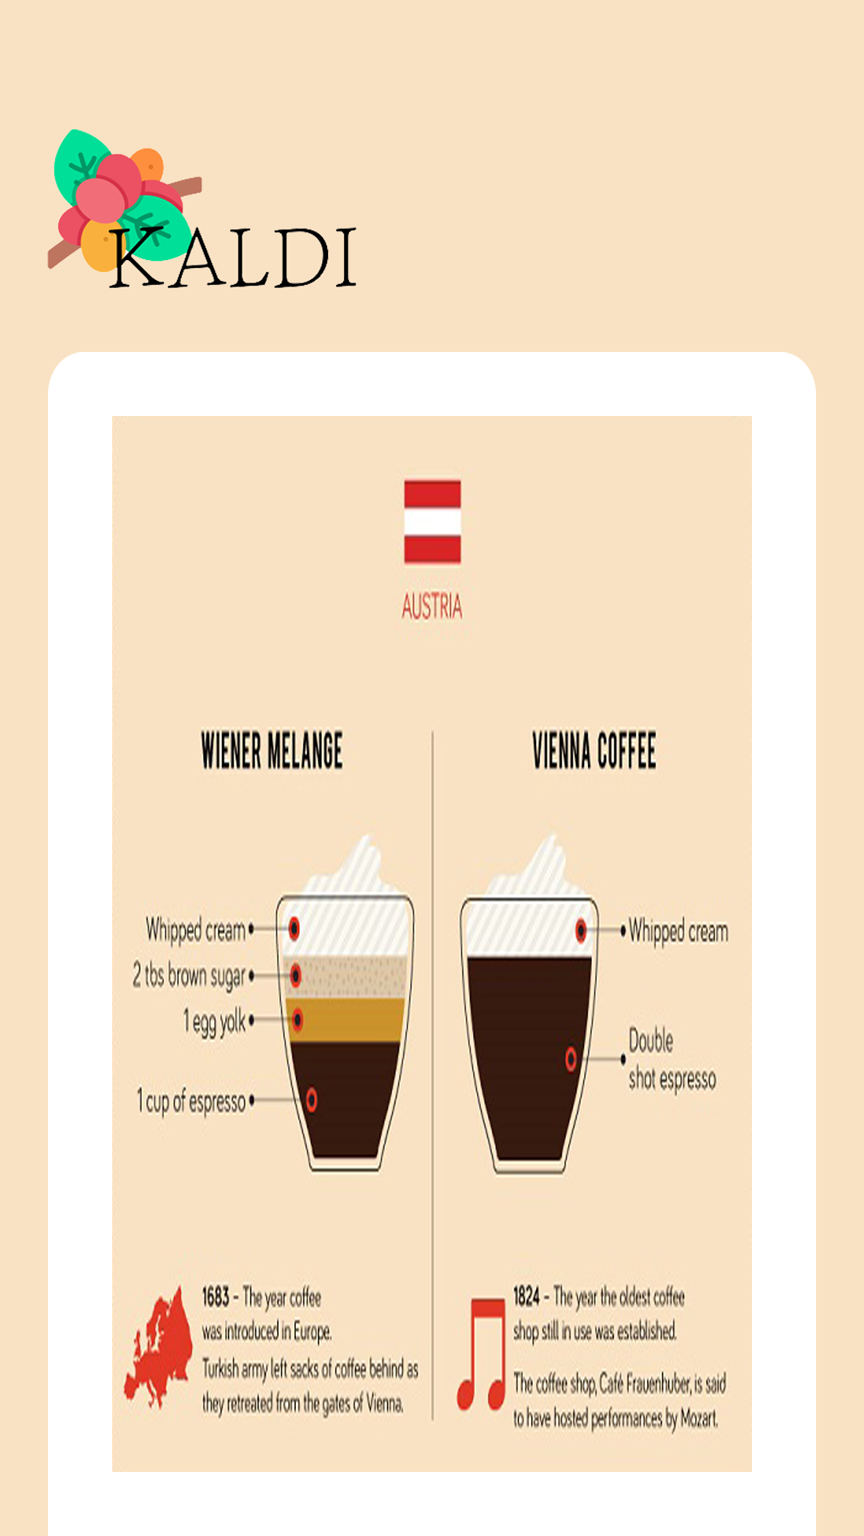 KALDI
AUSTRIA
WIENER MELANGE
Whipped cream
2 tbs brown sugar
1 egg yolk
1 cup of espresso
1683 – The year coffee
was introduced in Europe.
Turkish army left sacks of coffee behind as
they retreated from the gates of Vienna.
VIENNA COFFEE
Whipped cream
Double
shot espresso
1824 – The year the oldest coffee
shop still in use was established.
The coffee shop, Café Frauenhuber, is said
to have hosted performances by Mozart.